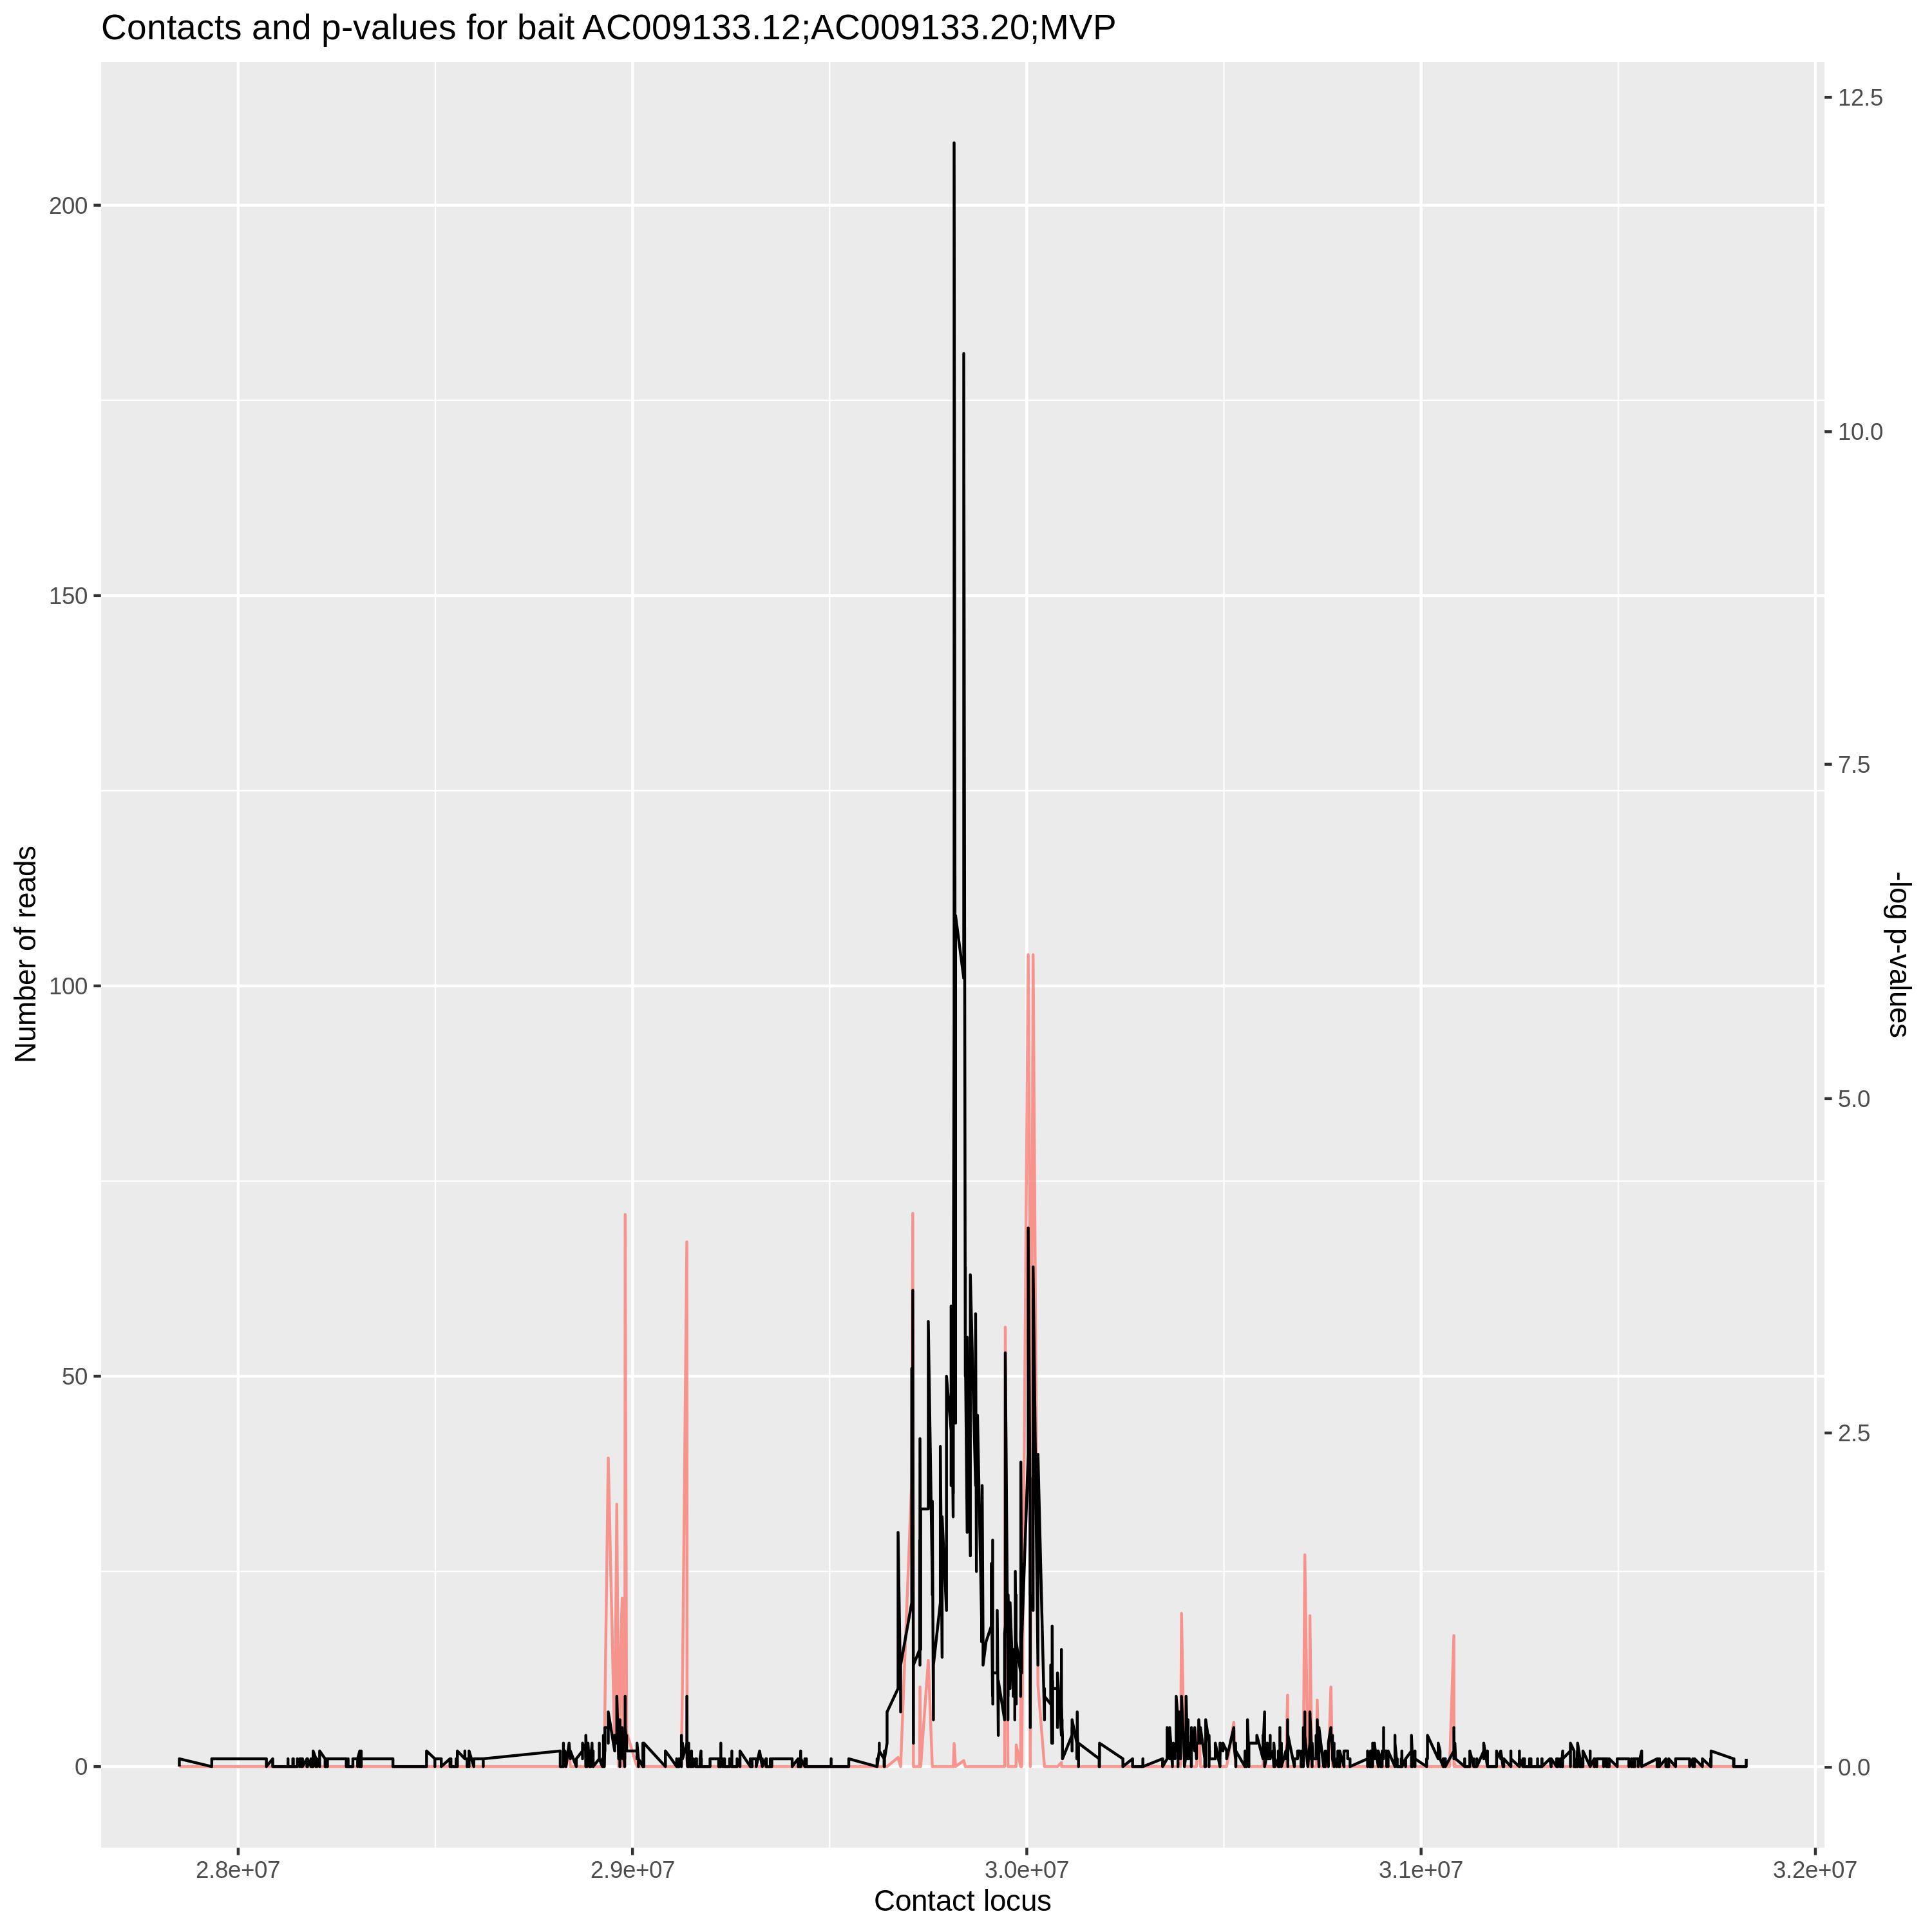 Contacts and p-values for bait AC009133.12;AC009133.20;MVP
Number of reads
200
150
100
50
0
12.5
10.0
7.5
5.0
2.5
0.0
-log p-values
2.8e+07 2.9e+07 3.0e+07 3.1e+07 3.2e+07
Contact locus